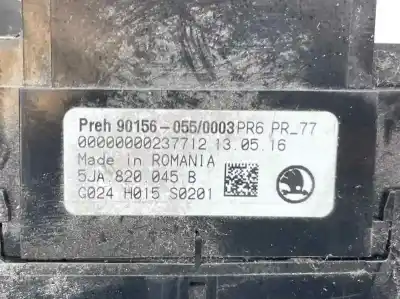 Preh 90156-055/0003 PR6 PR_77
00000000237712 13.05.16
Made in ROMANIA
5JA 820 045 B
G024 H015 S0201